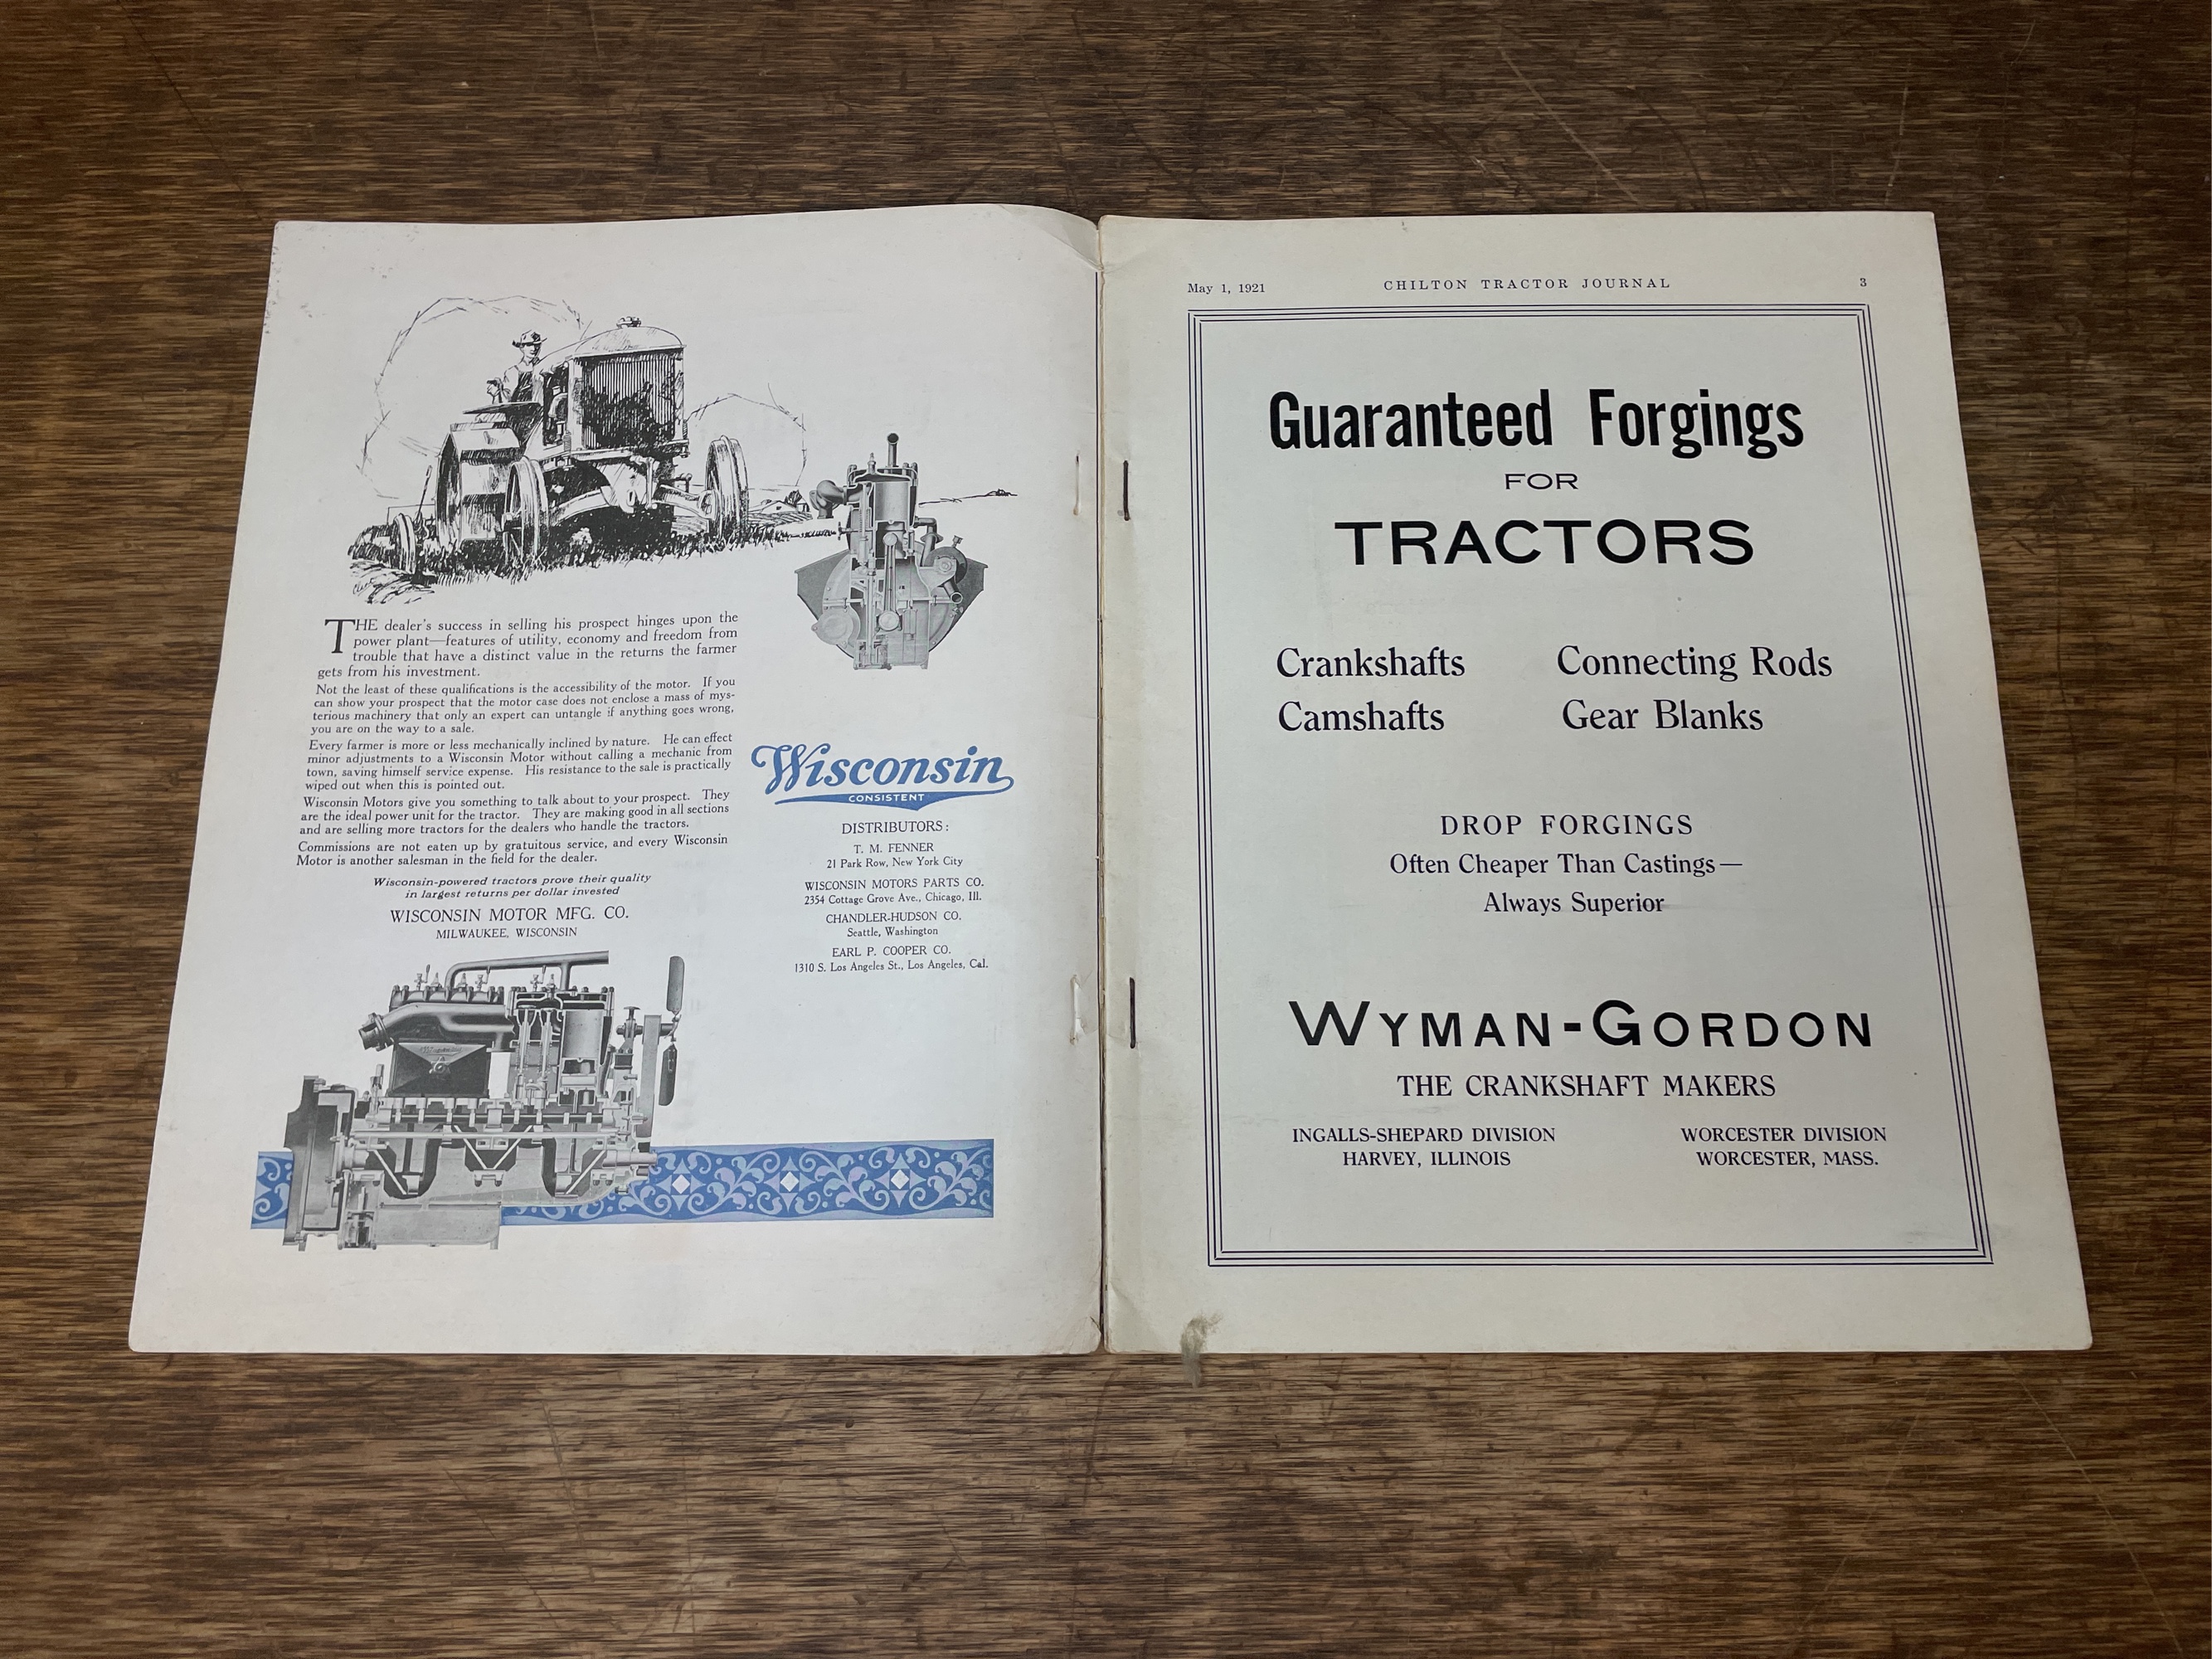 THE dealer's success in selling his prospect hinges upon the
power plant—features of utility, economy and freedom from
trouble that have a distinct value in the returns the farmer
gets from his investment.
Not the least of these qualifications is the accessibility of the motor. If you
can show your prospect that the motor case does not enclose a mass of mys-
terious machinery that only an expert can untangle if anything goes wrong,
you are on the way to a sale.
Every farmer is more or less mechanically inclined by nature. He can effect
minor adjustments to a Wisconsin Motor without calling a mechanic from
town, saving himself service expense. His resistance to the sale is practically
wiped out when this is pointed out.
Wisconsin Motors give you something to talk about to your prospect. They
are the ideal power unit for the tractor. They are making good in all sections
and are selling more tractors for the dealers who handle the tractors.
Commissions are not eaten up by gratuitous service, and every Wisconsin
Motor is another salesman in the field for the dealer.
Wisconsin-powered tractors prove their quality
in largest returns per dollar invested
WISCONSIN MOTOR MFG. CO.
MILWAUKEE, WISCONSIN
Wisconsin
CONSISTENT
DISTRIBUTORS:
T. M. FENNER
21 Park Row, New York City
WISCONSIN MOTORS PARTS CO.
2354 Cottage Grove Ave., Chicago, Ill.
CHANDLER-HUDSON CO.
Seattle, Washington
EARL P. COOPER CO.
1310 S. Los Angeles St., Los Angeles, Cal.
May 1, 1921 CHILTON TRACTOR JOURNAL 3
Guaranteed Forgings
FOR
TRACTORS
Crankshafts Connecting Rods
Camshafts Gear Blanks
DROP FORGINGS
Often Cheaper Than Castings—
Always Superior
WYMAN-GORDON
THE CRANKSHAFT MAKERS
INGALLS-SHEPARD DIVISION WORCESTER DIVISION
HARVEY, ILLINOIS WORCESTER, MASS.